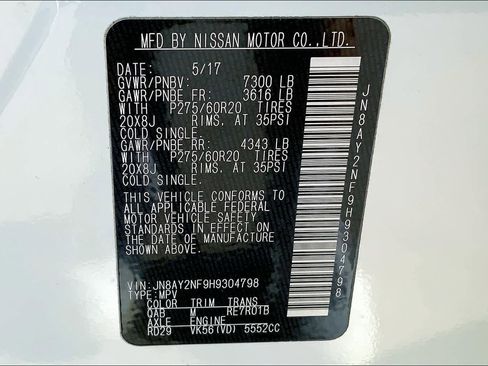 MFD BY NISSAN MOTOR CO.,LTD.
DATE: 5/17
GVWR/PNBV: 7300 LB
GAWR/PNBE FR: 3616 LB
WITH P275/60R20 TIRES
20X8J RIMS, AT 35PSI
COLD SINGLE.
GAWR/PNBE RR: 4343 LB
WITH P275/60R20 TIRES
20X8J RIMS, AT 35PSI
COLD SINGLE.
THIS VEHICLE CONFORMS TO
ALL APPLICABLE FEDERAL
MOTOR VEHICLE SAFETY
STANDARDS IN EFFECT ON
THE DATE OF MANUFACTURE
SHOWN ABOVE.
VIN: JN8AY2NF9H9304798
TYPE: MPV
COLOR TRIM TRANS
QAB M RE7R01B
AXLE ENGINE
RD29 VK56(VD) 5552CC
JN8AY2NF9H9304798